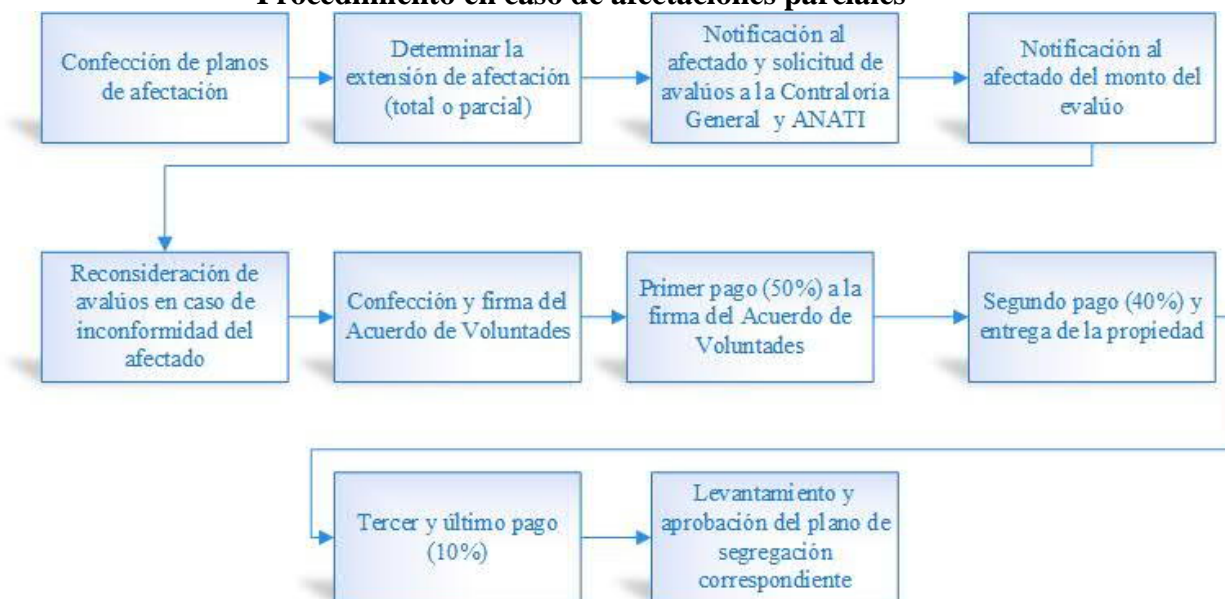 Procedimiento en caso de afectaciones parciales
Confección de planos
de afectación
Determinar la
extensión de afectación
(total o parcial)
Notificación al
afectado y solicitud de
avalúos a la Contraloría
General y ANATI
Notificación al
afectado del monto del
evalúo
Reconsideración de
avalúos en caso de
inconformidad del
afectado
Confección y firma del
Acuerdo de Voluntades
Primer pago (50%) a la
firma del Acuerdo de
Voluntades
Segundo pago (40%) y
entrega de la propiedad
Tercer y último pago
(10%)
Levantamiento y
aprobación del plano de
segregación
correspondiente